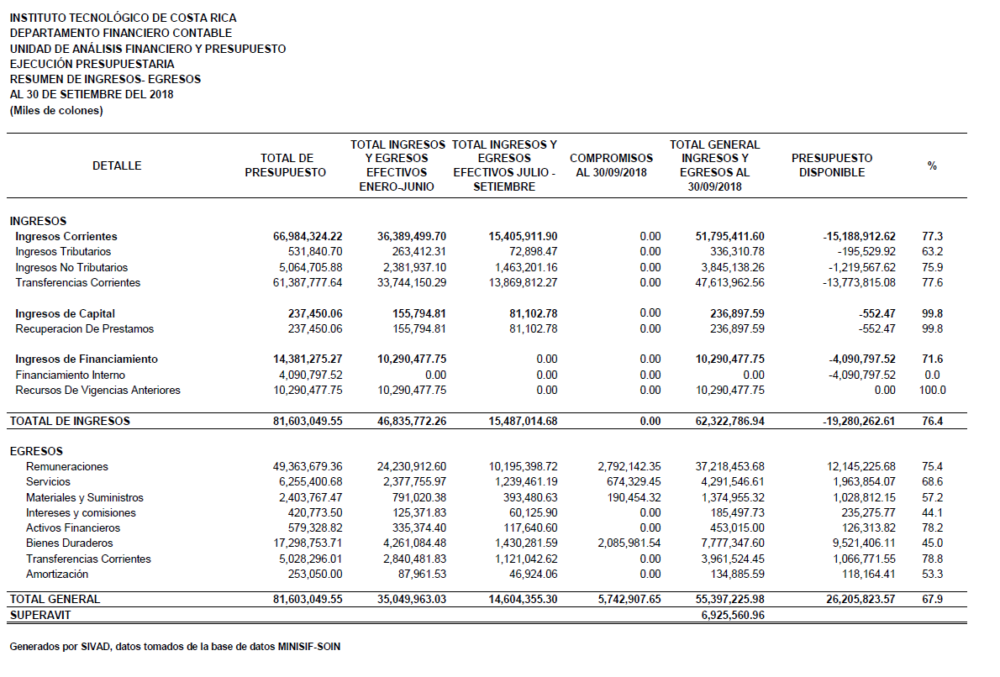 INSTITUTO TECNOLÓGICO DE COSTA RICA
DEPARTAMENTO FINANCIERO CONTABLE
UNIDAD DE ANÁLISIS FINANCIERO Y PRESUPUESTO
EJECUCIÓN PRESUPUESTARIA
RESUMEN DE INGRESOS- EGRESOS
AL 30 DE SETIEMBRE DEL 2018
(Miles de colones)
DETALLE
TOTAL DE
PRESUPUESTO
TOTAL INGRESOS
Y EGRESOS
EFECTIVOS
ENERO-JUNIO
TOTAL INGRESOS Y
EGRESOS
EFECTIVOS JULIO -
SETIEMBRE
COMPROMISOS
AL 30/09/2018
TOTAL GENERAL
INGRESOS Y
EGRESOS AL
30/09/2018
PRESUPUESTO
DISPONIBLE
%
INGRESOS
Ingresos Corrientes 66,984,324.22 36,389,499.70 15,405,911.90 0.00 51,795,411.60 -15,188,912.62 77.3
Ingresos Tributarios 531,840.70 263,412.31 72,898.47 0.00 336,310.78 -195,529.92 63.2
Ingresos No Tributarios 5,064,705.88 2,381,937.10 1,463,201.16 0.00 3,845,138.26 -1,219,567.62 75.9
Transferencias Corrientes 61,387,777.64 33,744,150.29 13,869,812.27 0.00 47,613,962.56 -13,773,815.08 77.6
Ingresos de Capital 237,450.06 155,794.81 81,102.78 0.00 236,897.59 -552.47 99.8
Recuperacion De Prestamos 237,450.06 155,794.81 81,102.78 0.00 236,897.59 -552.47 99.8
Ingresos de Financiamiento 14,381,275.27 10,290,477.75 0.00 0.00 10,290,477.75 -4,090,797.52 71.6
Financiamiento Interno 4,090,797.52 0.00 0.00 0.00 0.00 -4,090,797.52 0.0
Recursos De Vigencias Anteriores 10,290,477.75 10,290,477.75 0.00 0.00 10,290,477.75 0.00 100.0
TOATAL DE INGRESOS 81,603,049.55 46,835,772.26 15,487,014.68 0.00 62,322,786.94 -19,280,262.61 76.4
EGRESOS
Remuneraciones 49,363,679.36 24,230,912.60 10,195,398.72 2,792,142.35 37,218,453.68 12,145,225.68 75.4
Servicios 6,255,400.68 2,377,755.97 1,239,461.19 674,329.45 4,291,546.61 1,963,854.07 68.6
Materiales y Suministros 2,403,767.47 791,020.38 393,480.63 190,454.32 1,374,955.32 1,028,812.15 57.2
Intereses y comisiones 420,773.50 125,371.83 60,125.90 0.00 185,497.73 235,275.77 44.1
Activos Financieros 579,328.82 335,374.40 117,640.60 0.00 453,015.00 126,313.82 78.2
Bienes Duraderos 17,298,753.71 4,261,084.48 1,430,281.59 2,085,981.54 7,777,347.60 9,521,406.11 45.0
Transferencias Corrientes 5,028,296.01 2,840,481.83 1,121,042.62 0.00 3,961,524.45 1,066,771.55 78.8
Amortización 253,050.00 87,961.53 46,924.06 0.00 134,885.59 118,164.41 53.3
TOTAL GENERAL 81,603,049.55 35,049,963.03 14,604,355.30 5,742,907.65 55,397,225.98 26,205,823.57 67.9
SUPERAVIT 6,925,560.96
Generados por SIVAD, datos tomados de la base de datos MINISIF-SOIN